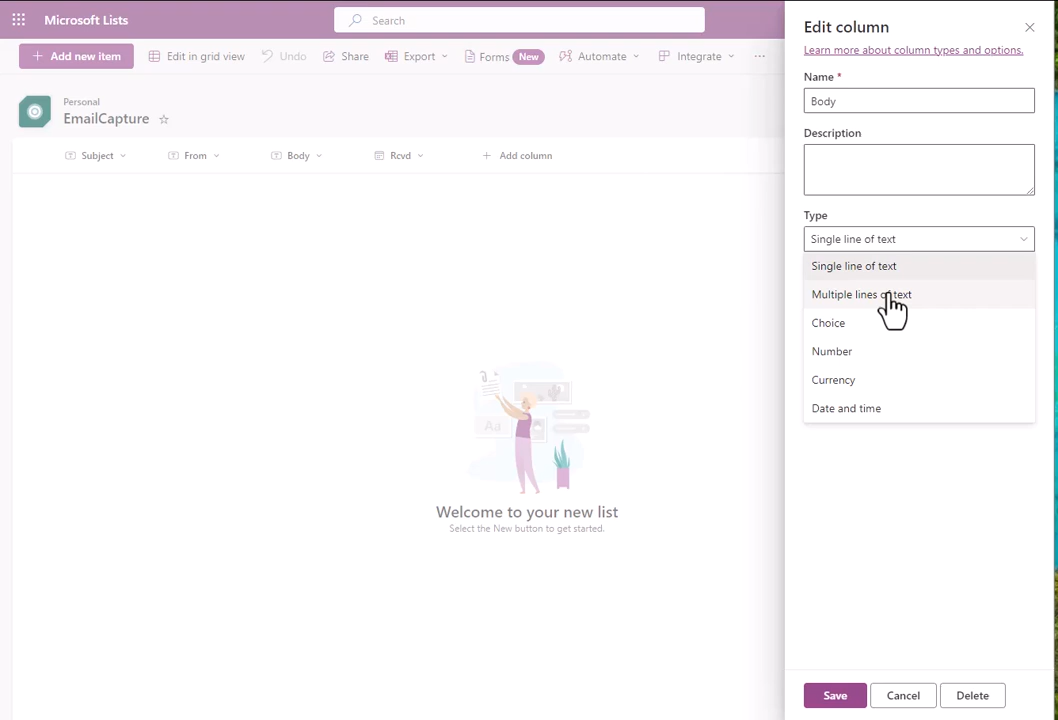 Microsoft Lists
Search
Add new item
Edit in grid view
Undo
Share
Export
Forms New
Automate
Integrate
Personal
EmailCapture
Subject
From
Body
Rcvd
Add column
Aa
Welcome to your new list
Select the New button to get started.
Edit column
Learn more about column types and options.
Name *
Body
Description
Type
Single line of text
Single line of text
Multiple lines of text
Choice
Number
Currency
Date and time
Save
Cancel
Delete